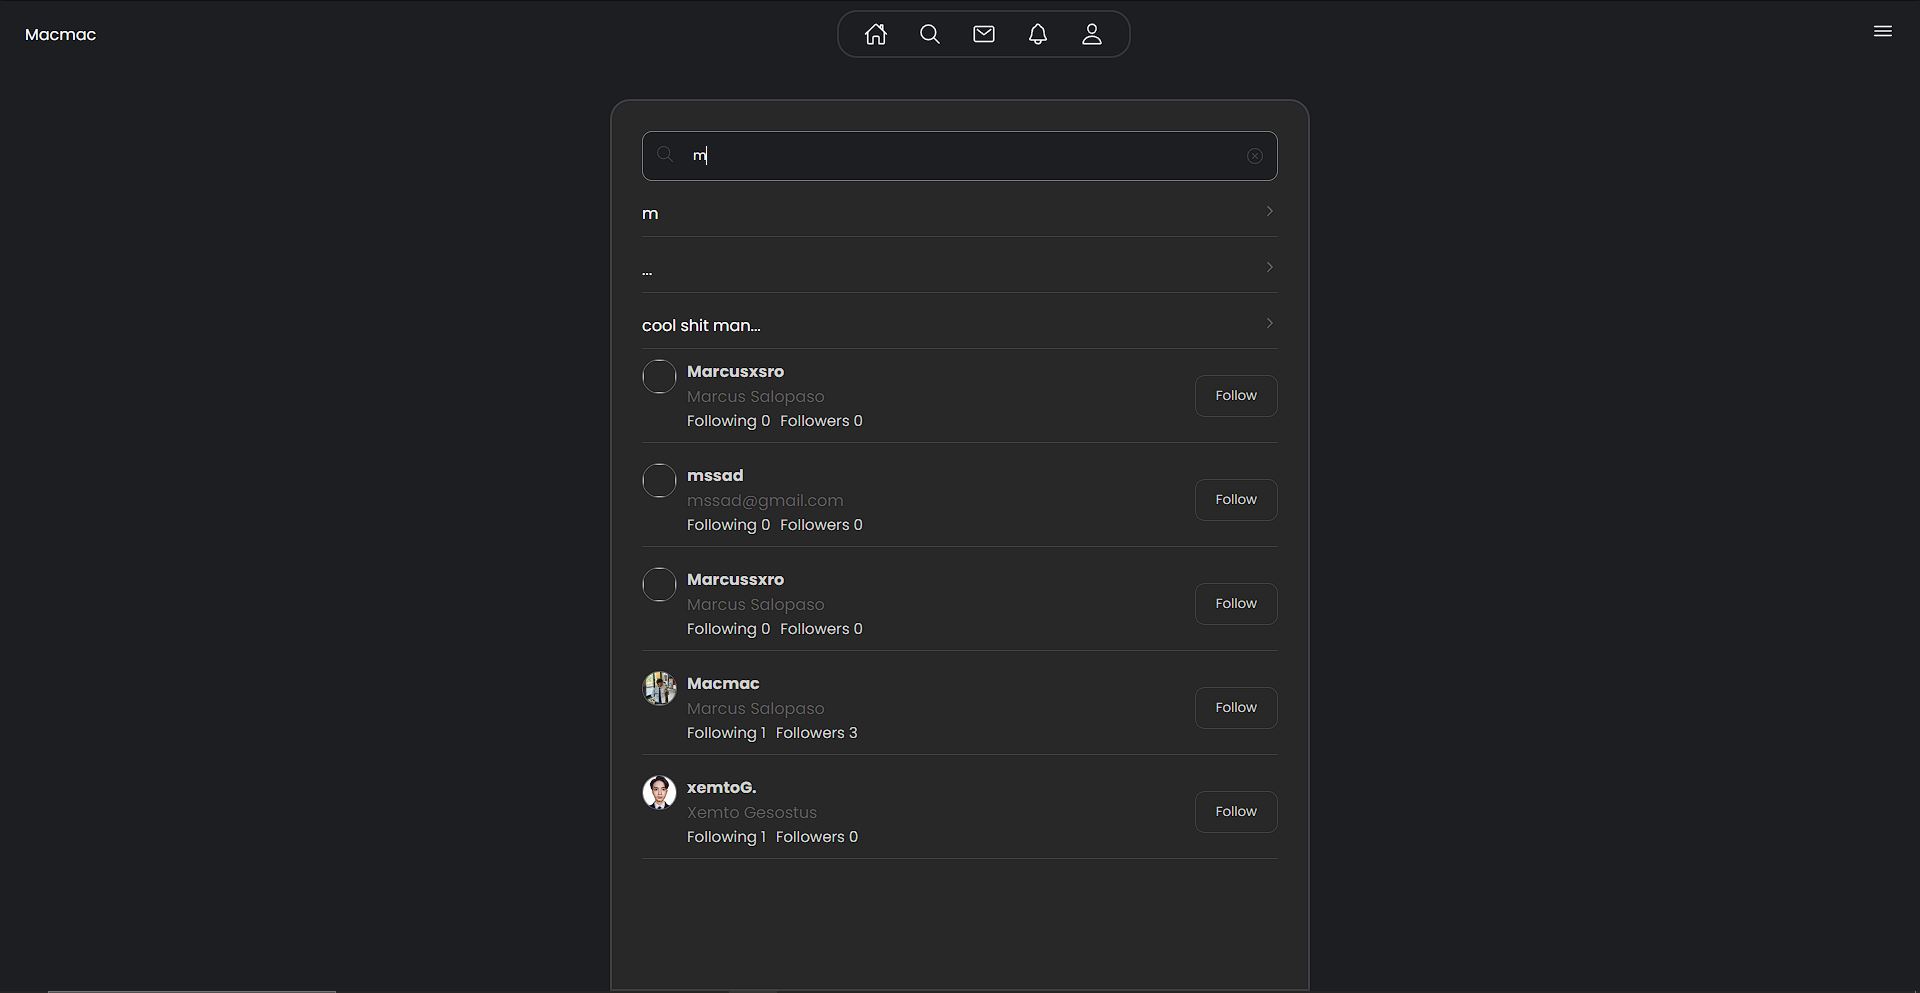 Macmac
m
m
...
cool shit man...
Marcusxsro
Marcus Salopaso
Following 0 Followers 0
Follow
mssad
mssad@gmail.com
Following 0 Followers 0
Follow
Marcussxro
Marcus Salopaso
Following 0 Followers 0
Follow
Macmac
Marcus Salopaso
Following 1 Followers 3
Follow
xemtoG.
Xemto Gesostus
Following 1 Followers 0
Follow